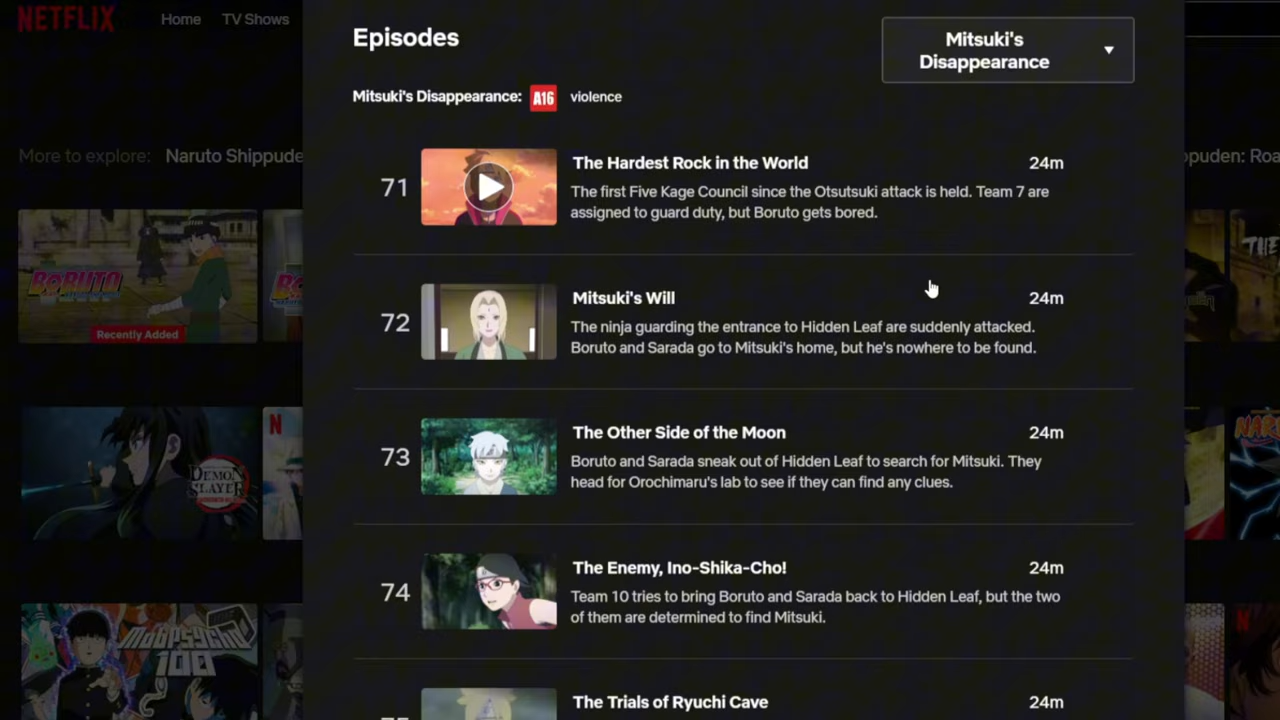 NETFLIX
Home
TV Shows
Episodes
Mitsuki's
Disappearance
Mitsuki's Disappearance:
A16
violence
More to explore:
Naruto Shippude
puden: Roa
71
The Hardest Rock in the World
24m
The first Five Kage Council since the Otsutsuki attack is held. Team 7 are
assigned to guard duty, but Boruto gets bored.
BORUTO
Recently Added
72
Mitsuki's Will
24m
The ninja guarding the entrance to Hidden Leaf are suddenly attacked.
Boruto and Sarada go to Mitsuki's home, but he's nowhere to be found.
73
The Other Side of the Moon
24m
Boruto and Sarada sneak out of Hidden Leaf to search for Mitsuki. They
head for Orochimaru's lab to see if they can find any clues.
N
DEMON
SLAYER
74
The Enemy, Ino-Shika-Cho!
24m
Team 10 tries to bring Boruto and Sarada back to Hidden Leaf, but the two
of them are determined to find Mitsuki.
MOB PSYCHO
100
The Trials of Ryuchi Cave
24m